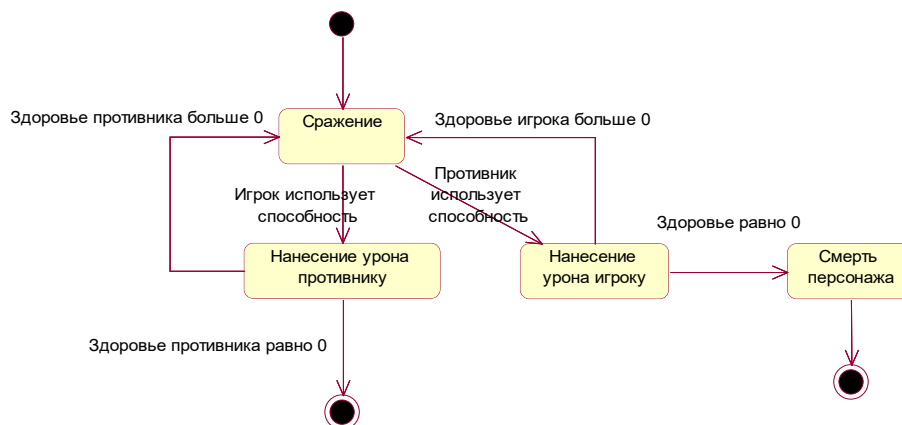 Здоровье противника больше 0
Сражение
Здоровье игрока больше 0
Игрок использует
способность
Противник
использует
способность
Здоровье равно 0
Нанесение урона
противнику
Нанесение
урона игроку
Смерть
персонажа
Здоровье противника равно 0